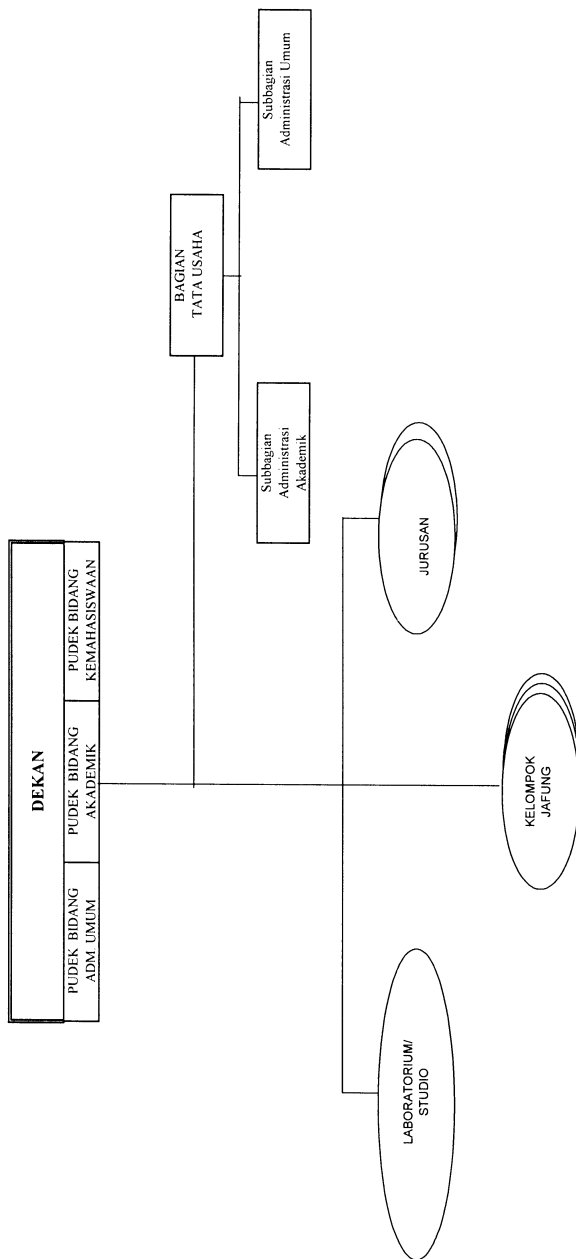 DEKAN
PUDEK BIDANG
ADM. UMUM
PUDEK BIDANG
AKADEMIK
PUDEK BIDANG
KEMAHASISWAAN
BAGIAN
TATA USAHA
Subbagian
Administrasi
Akademik
Subbagian
Administrasi Umum
LABORATORIUM/
STUDIO
JURUSAN
KELOMPOK
JAFUNG